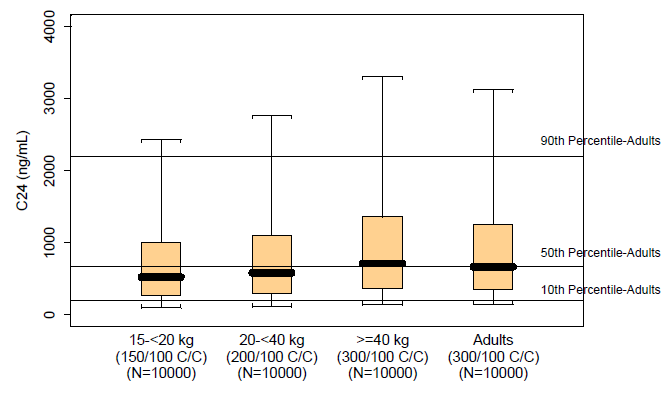 4000
3000
2000
1000
0
C24 (ng/mL)
90th Percentile-Adults
50th Percentile-Adults
10th Percentile-Adults
15-<20 kg
(150/100 C/C)
(N=10000)
20-<40 kg
(200/100 C/C)
(N=10000)
>=40 kg
(300/100 C/C)
(N=10000)
Adults
(300/100 C/C)
(N=10000)